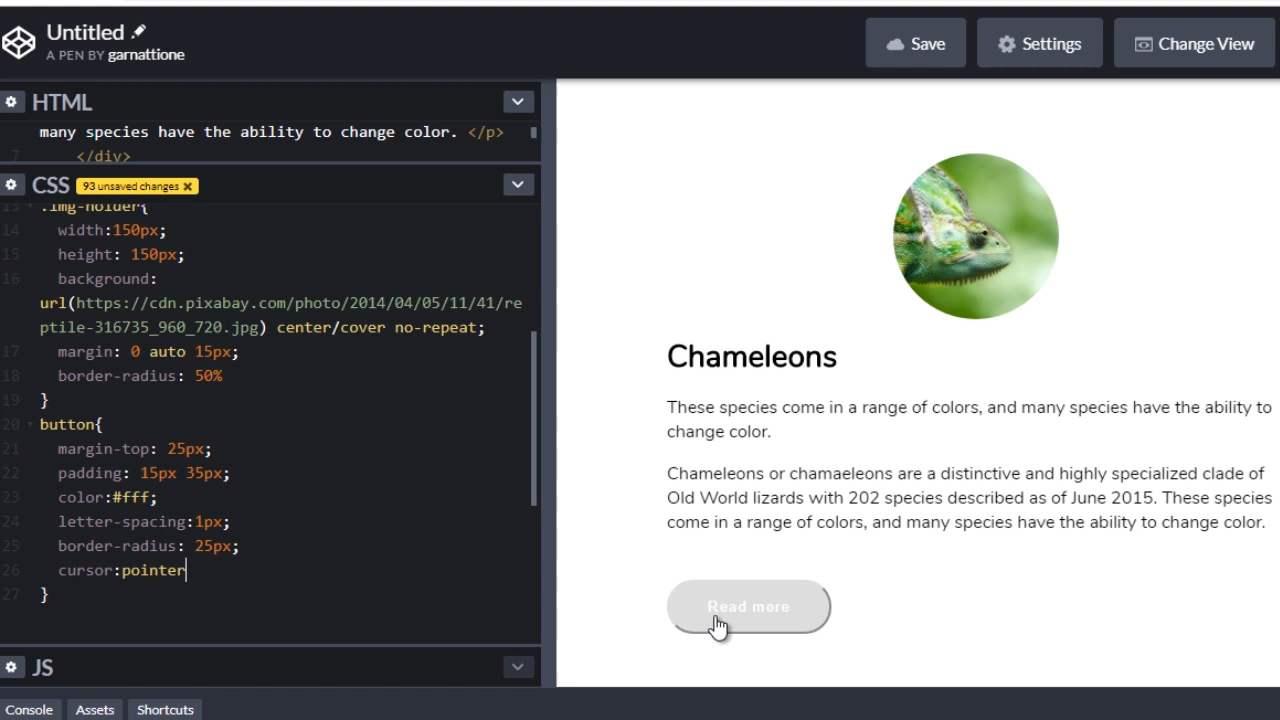 Untitled
A PEN BY garnattione
Save
Settings
Change View
HTML
many species have the ability to change color. </p>
7 </div>
CSS
93 unsaved changes ×
13 .img-holder{
14 width:150px;
15 height: 150px;
16 background:
url(https://cdn.pixabay.com/photo/2014/04/05/11/41/re
ptile-316735_960_720.jpg) center/cover no-repeat;
17 margin: 0 auto 15px;
18 border-radius: 50%
19 }
20 button{
21 margin-top: 25px;
22 padding: 15px 35px;
23 color:#fff;
24 letter-spacing:1px;
25 border-radius: 25px;
26 cursor:pointer
27 }
JS
Console
Assets
Shortcuts
Chameleons
These species come in a range of colors, and many species have the ability to
change color.
Chameleons or chamaeleons are a distinctive and highly specialized clade of
Old World lizards with 202 species described as of June 2015. These species
come in a range of colors, and many species have the ability to change color.
Read more